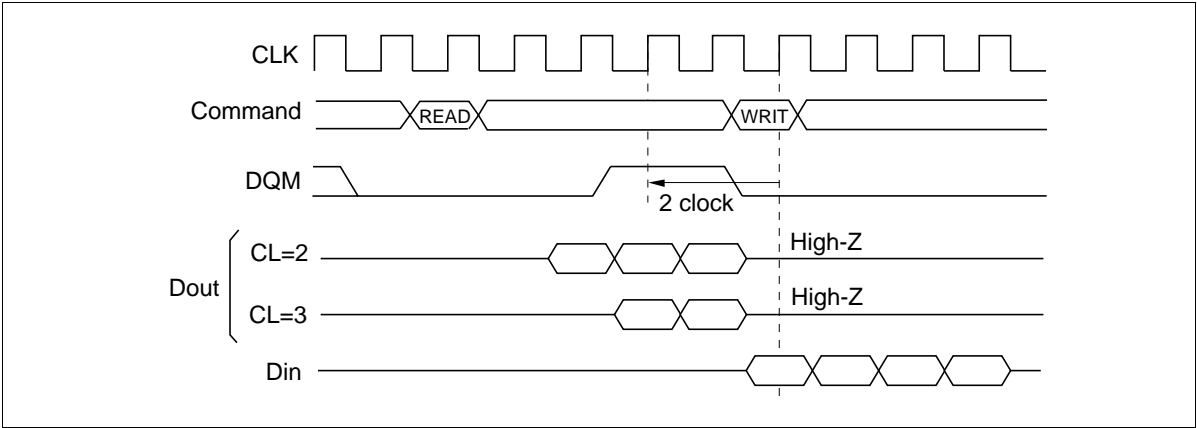 CLK
Command READ WRIT
DQM
2 clock
CL=2 High-Z
Dout
CL=3 High-Z
Din